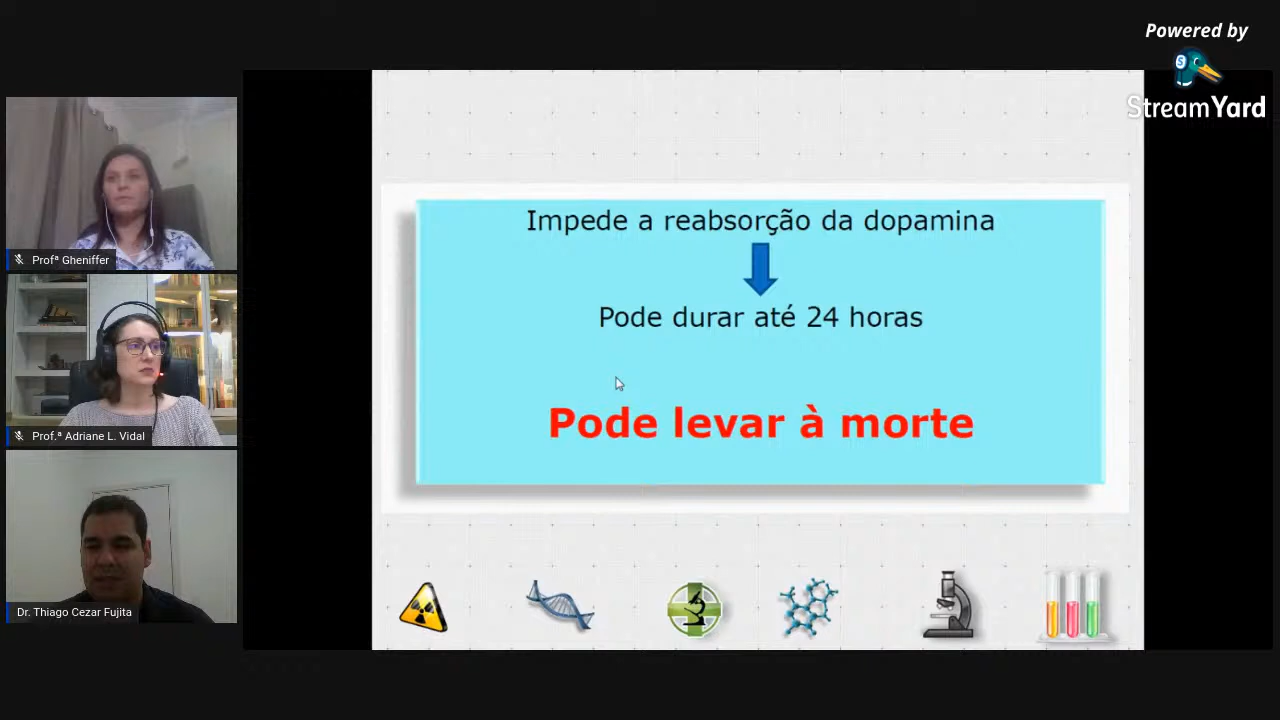 Powered by
StreamYard
Profª Gheniffer
Prof.ª Adriane L. Vidal
Dr. Thiago Cezar Fujita
Impede a reabsorção da dopamina
Pode durar até 24 horas
Pode levar à morte